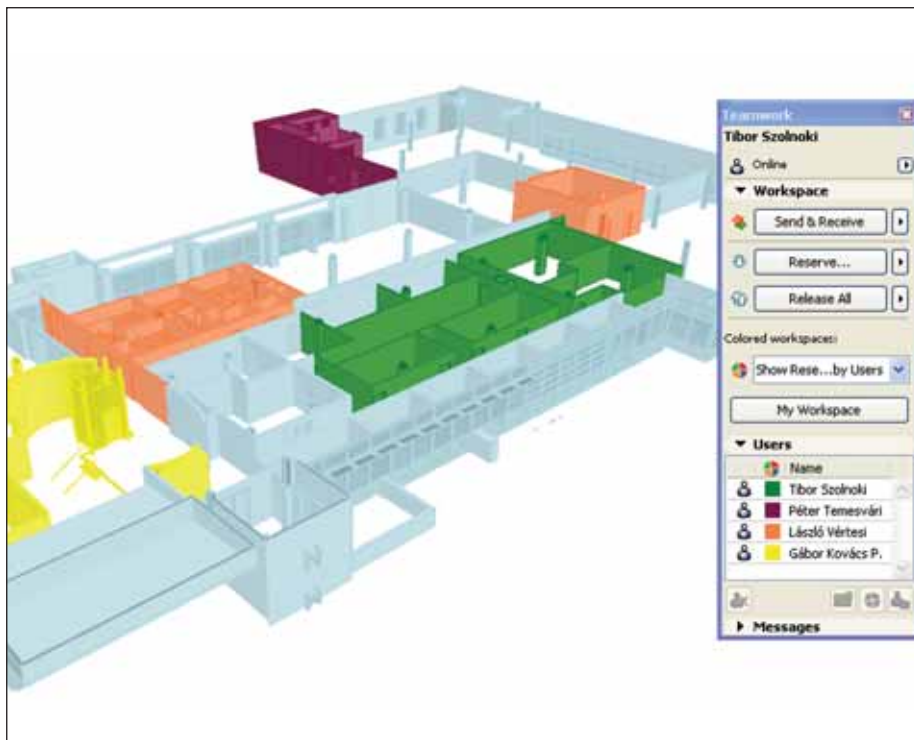 Teamwork
Tibor Szolnoki
Online
Workspace
Send & Receive
Reserve...
Release All
Colored workspaces:
Show Rese...by Users
My Workspace
Users
Name
Tibor Szolnoki
Péter Temesvári
László Vértesi
Gábor Kovács P.
Messages